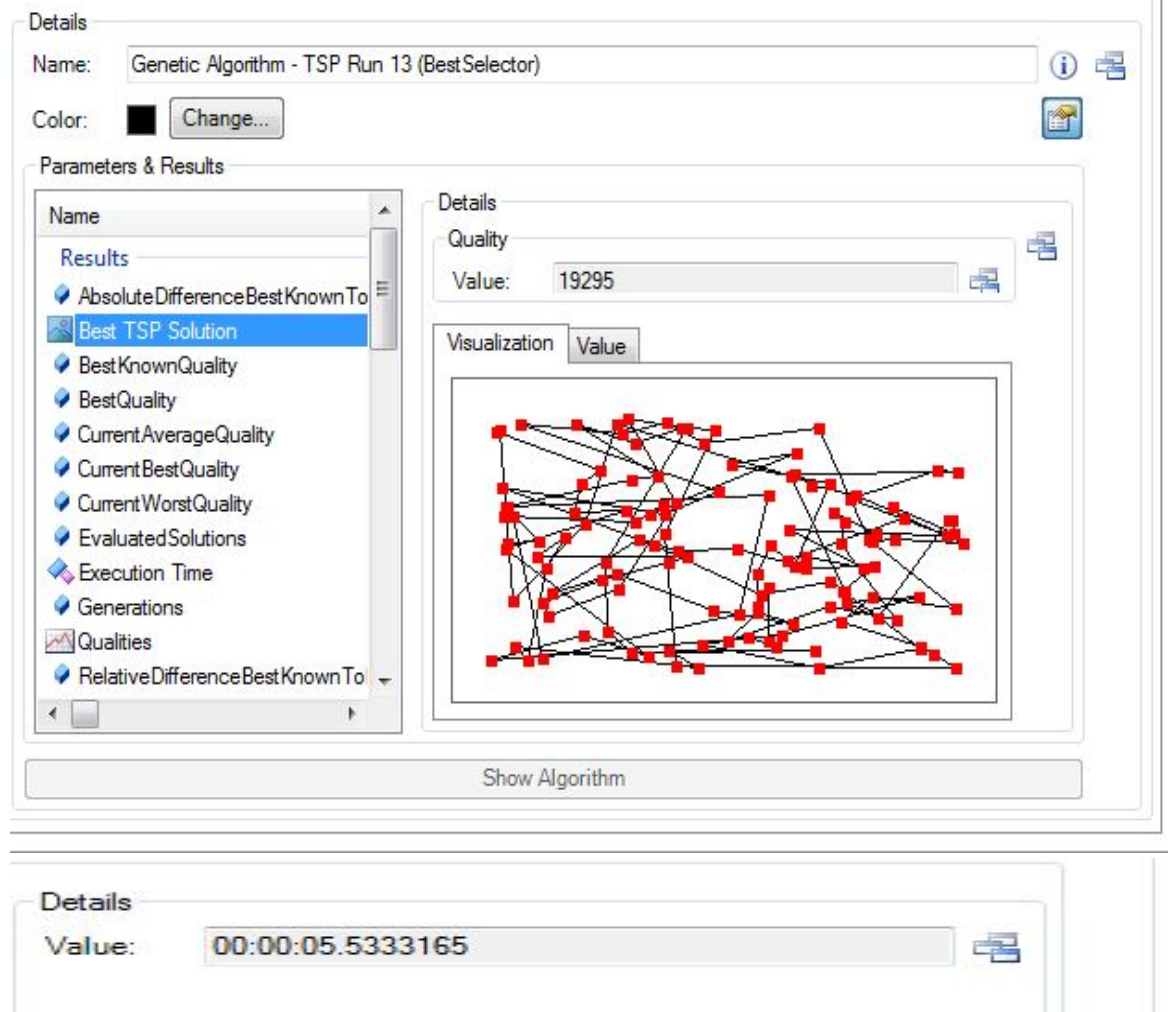 Details
Name: Genetic Algorithm - TSP Run 13 (BestSelector)
Color: Change...
Parameters & Results
Name
Results
AbsoluteDifferenceBestKnownTo
Best TSP Solution
BestKnownQuality
BestQuality
CurrentAverageQuality
CurrentBestQuality
CurrentWorstQuality
EvaluatedSolutions
Execution Time
Generations
Qualities
RelativeDifferenceBestKnownTo
Details
Quality
Value: 19295
Visualization Value
Show Algorithm
Details
Value: 00:00:05.5333165